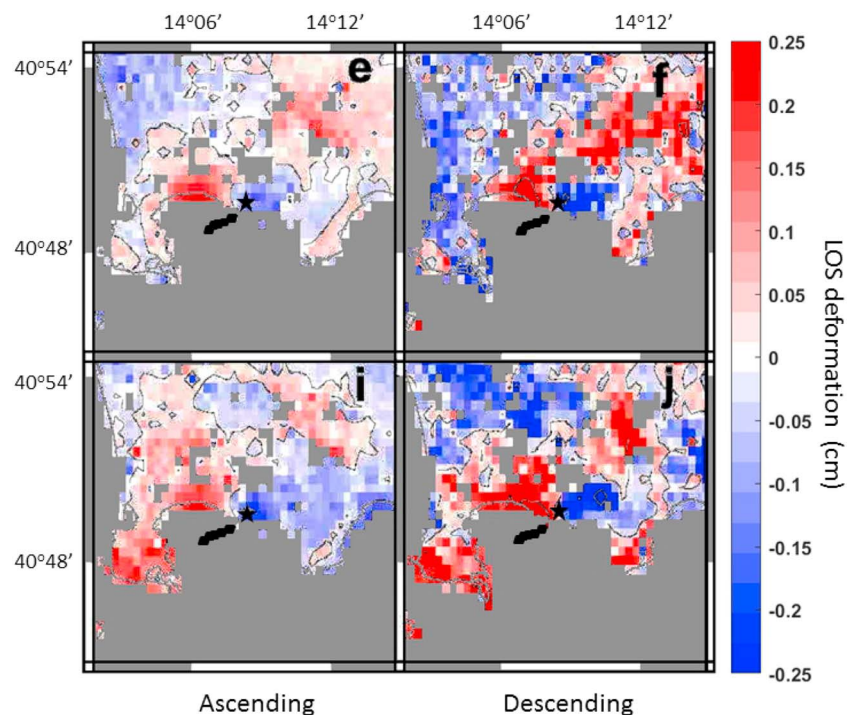 14°06′ 14°12′ 14°06′ 14°12′
40°54′ e f
40°48′
40°54′ i j
40°48′
Ascending Descending
0.25
0.2
0.15
0.1
0.05
0
-0.05
-0.1
-0.15
-0.2
-0.25
LOS deformation (cm)